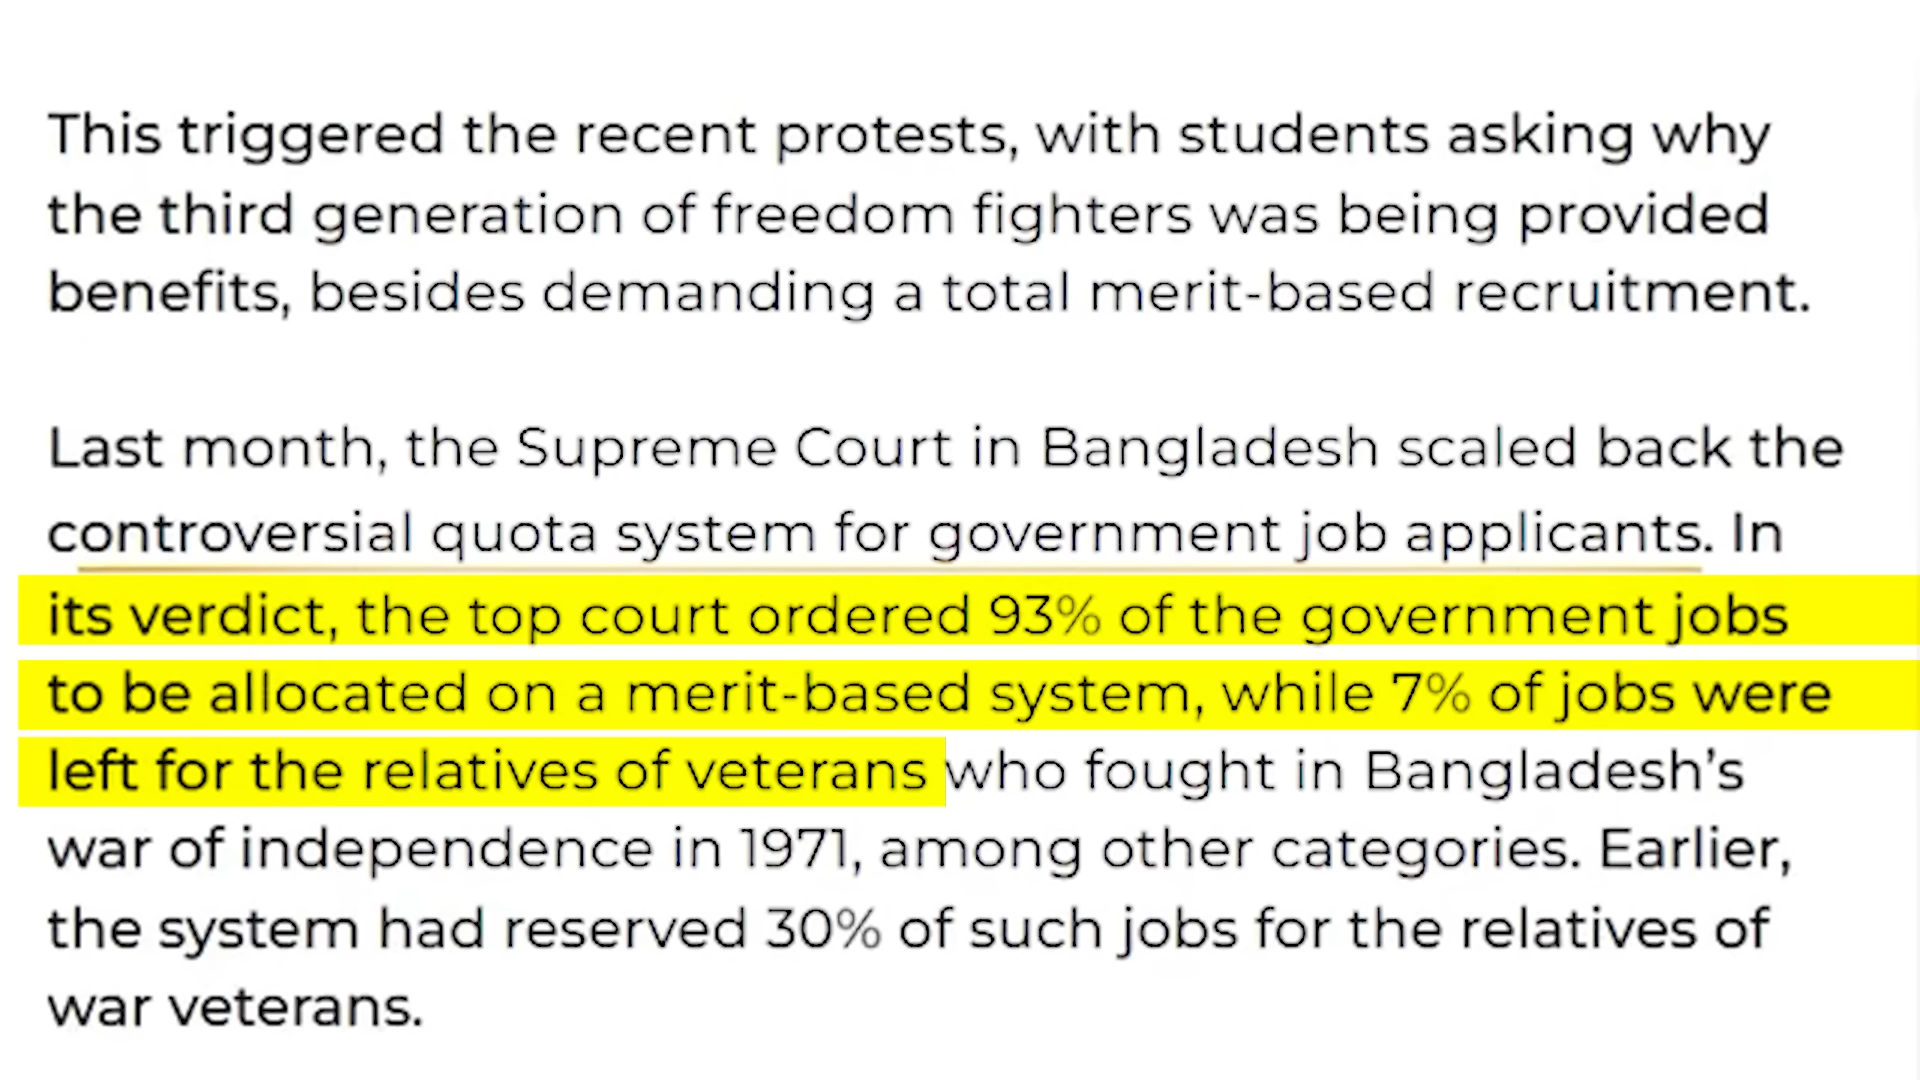 This triggered the recent protests, with students asking why
the third generation of freedom fighters was being provided
benefits, besides demanding a total merit-based recruitment.
Last month, the Supreme Court in Bangladesh scaled back the
controversial quota system for government job applicants. In
its verdict, the top court ordered 93% of the government jobs
to be allocated on a merit-based system, while 7% of jobs were
left for the relatives of veterans who fought in Bangladesh’s
war of independence in 1971, among other categories. Earlier,
the system had reserved 30% of such jobs for the relatives of
war veterans.